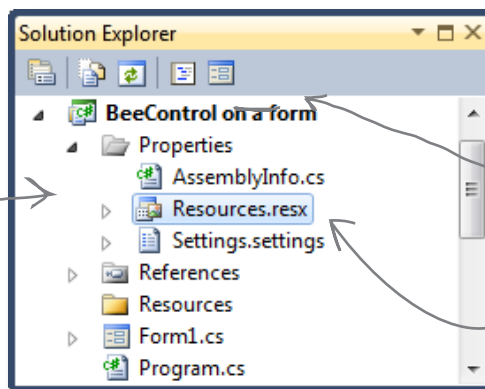 Solution Explorer
BeeControl on a form
Properties
AssemblyInfo.cs
Resources.resx
Settings.settings
References
Resources
Form1.cs
Program.cs